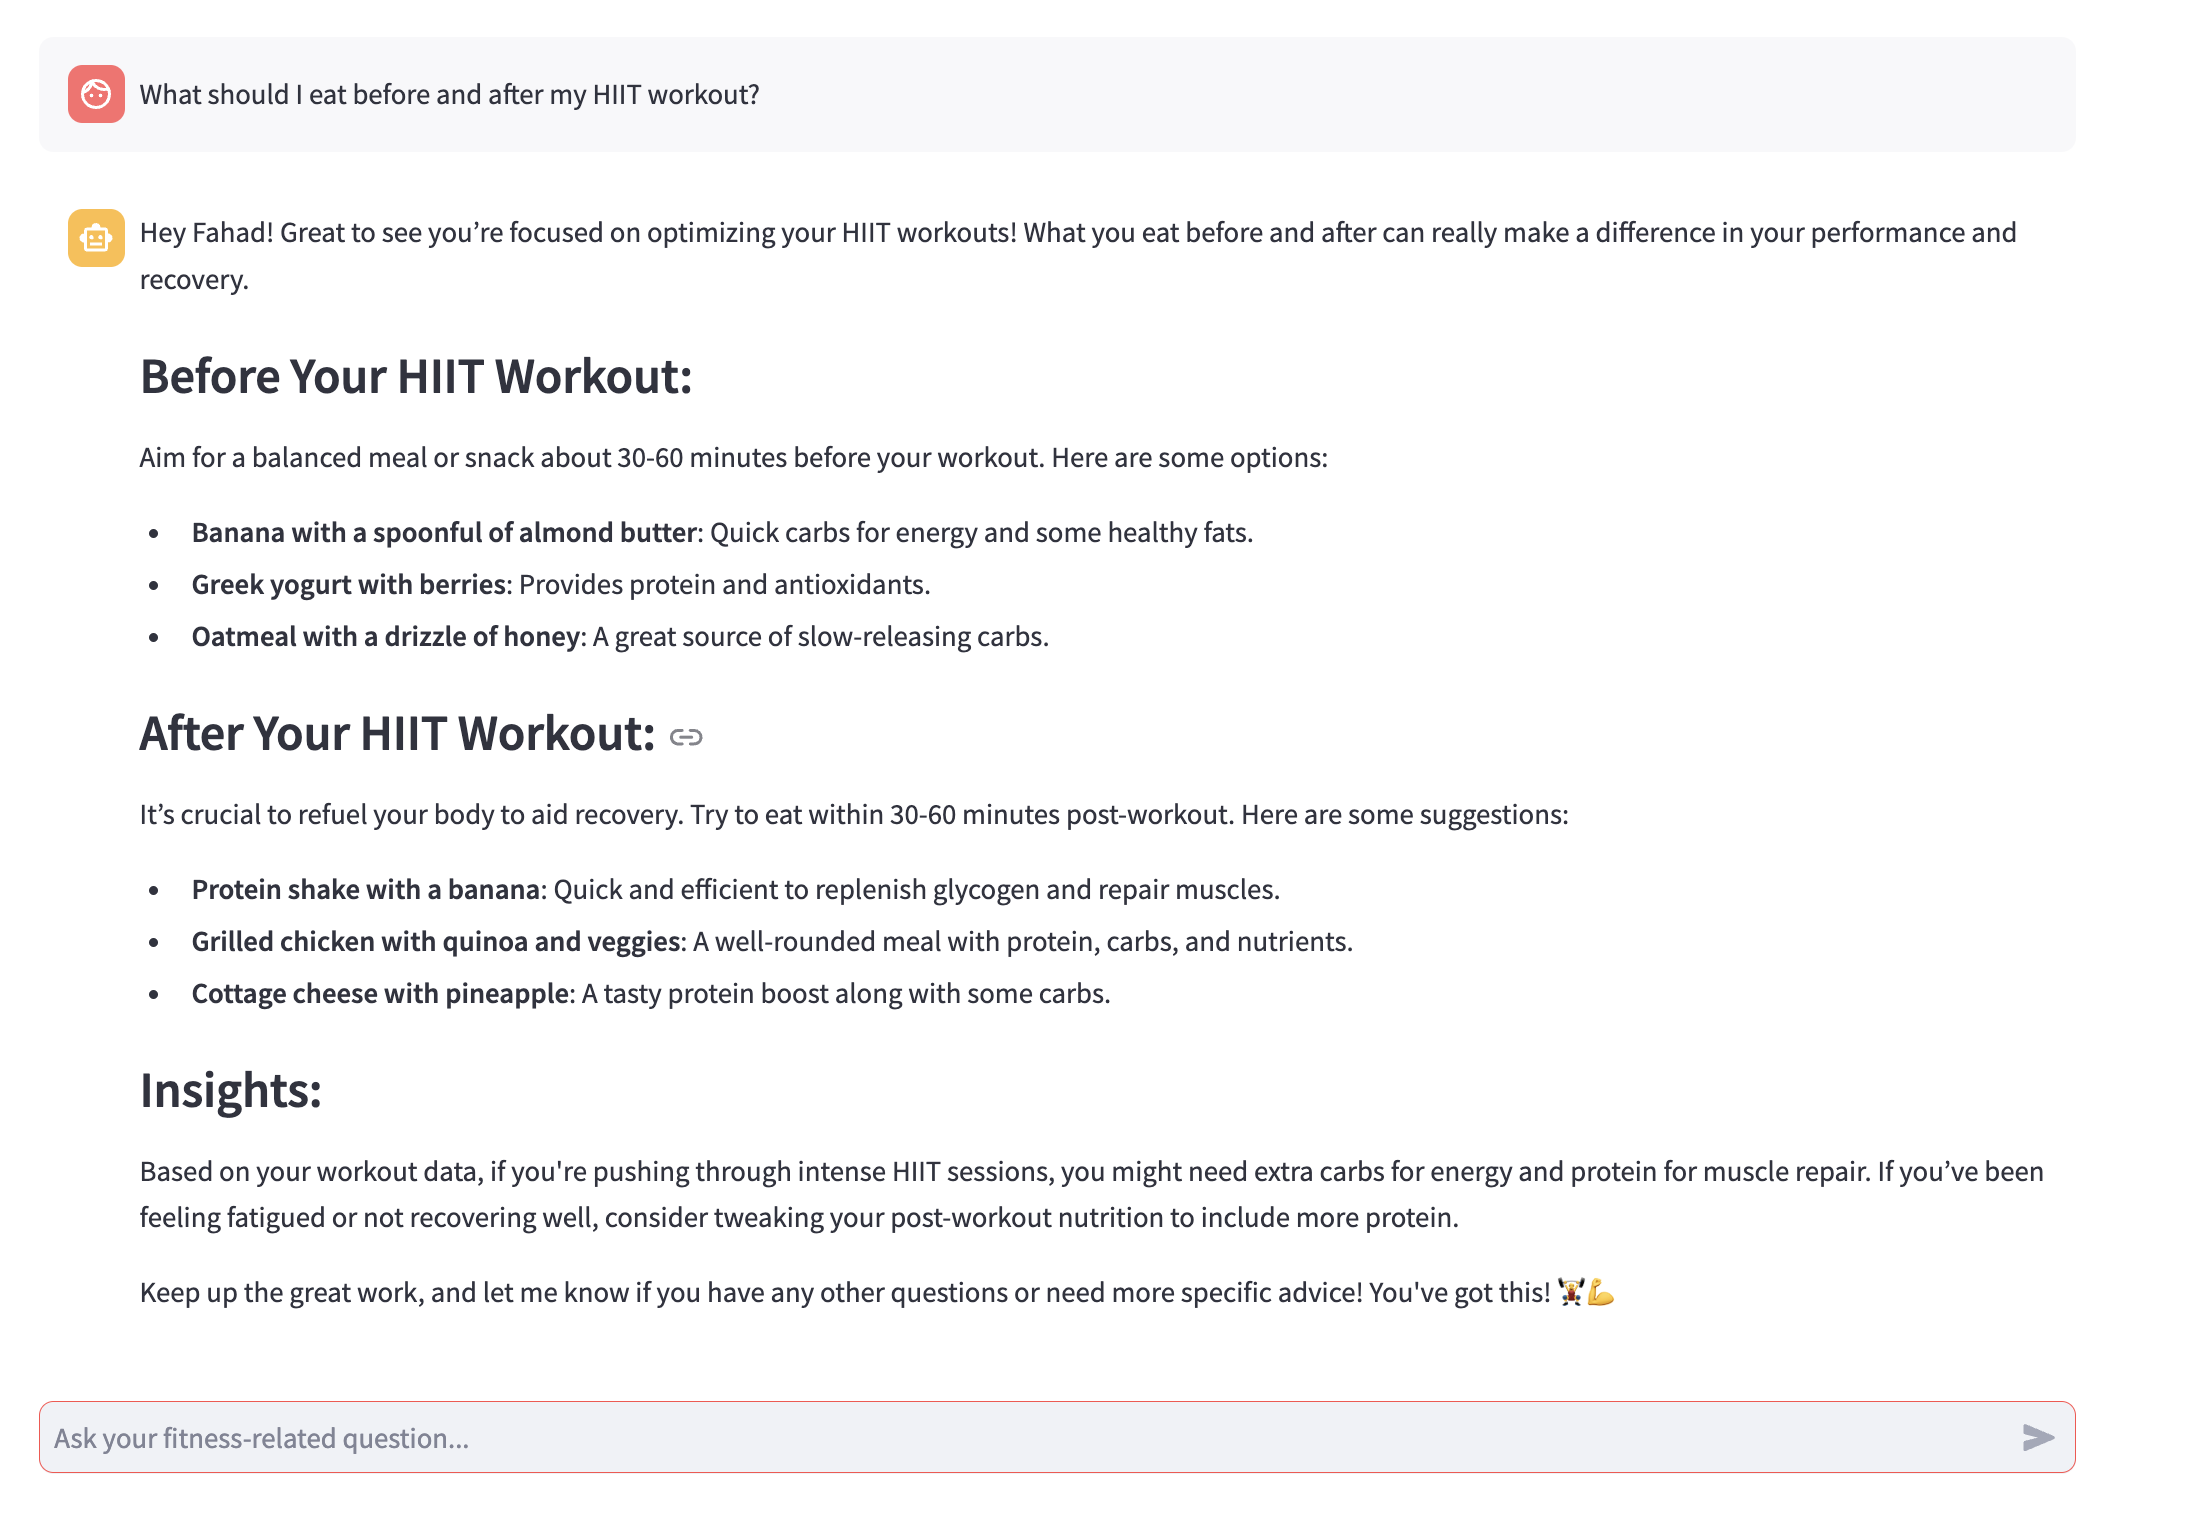 What should I eat before and after my HIIT workout?
Hey Fahad! Great to see you’re focused on optimizing your HIIT workouts! What you eat before and after can really make a difference in your performance and
recovery.
Before Your HIIT Workout:
Aim for a balanced meal or snack about 30-60 minutes before your workout. Here are some options:
• Banana with a spoonful of almond butter: Quick carbs for energy and some healthy fats.
• Greek yogurt with berries: Provides protein and antioxidants.
• Oatmeal with a drizzle of honey: A great source of slow-releasing carbs.
After Your HIIT Workout:
It’s crucial to refuel your body to aid recovery. Try to eat within 30-60 minutes post-workout. Here are some suggestions:
• Protein shake with a banana: Quick and efficient to replenish glycogen and repair muscles.
• Grilled chicken with quinoa and veggies: A well-rounded meal with protein, carbs, and nutrients.
• Cottage cheese with pineapple: A tasty protein boost along with some carbs.
Insights:
Based on your workout data, if you're pushing through intense HIIT sessions, you might need extra carbs for energy and protein for muscle repair. If you’ve been
feeling fatigued or not recovering well, consider tweaking your post-workout nutrition to include more protein.
Keep up the great work, and let me know if you have any other questions or need more specific advice! You've got this! 🏋️💪
Ask your fitness-related question...